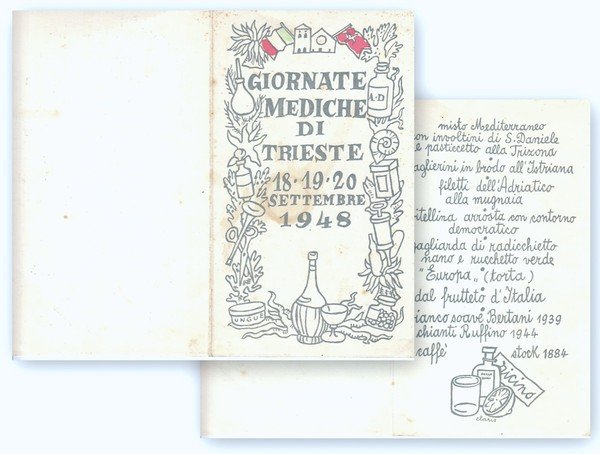 GIORNATE
MEDICHE
DI
TRIESTE
18·19·20
SETTEMBRE
1948
A·D
UNGUE
misto Mediterraneo
con involtini di S. Daniele
e pasticcetto alla Trizona
taglierini in brodo all'Istriana
filetti dell'Adriatico
alla mugnaia
vitellina arrosta con contorno
democratico
gagliarda di radicchietto
nano e rucchetto verde
"Europa„ (torta)
dal frutteto d'Italia
bianco soave Bertani 1939
chianti Ruffino 1944
caffè stock 1884
Ricino